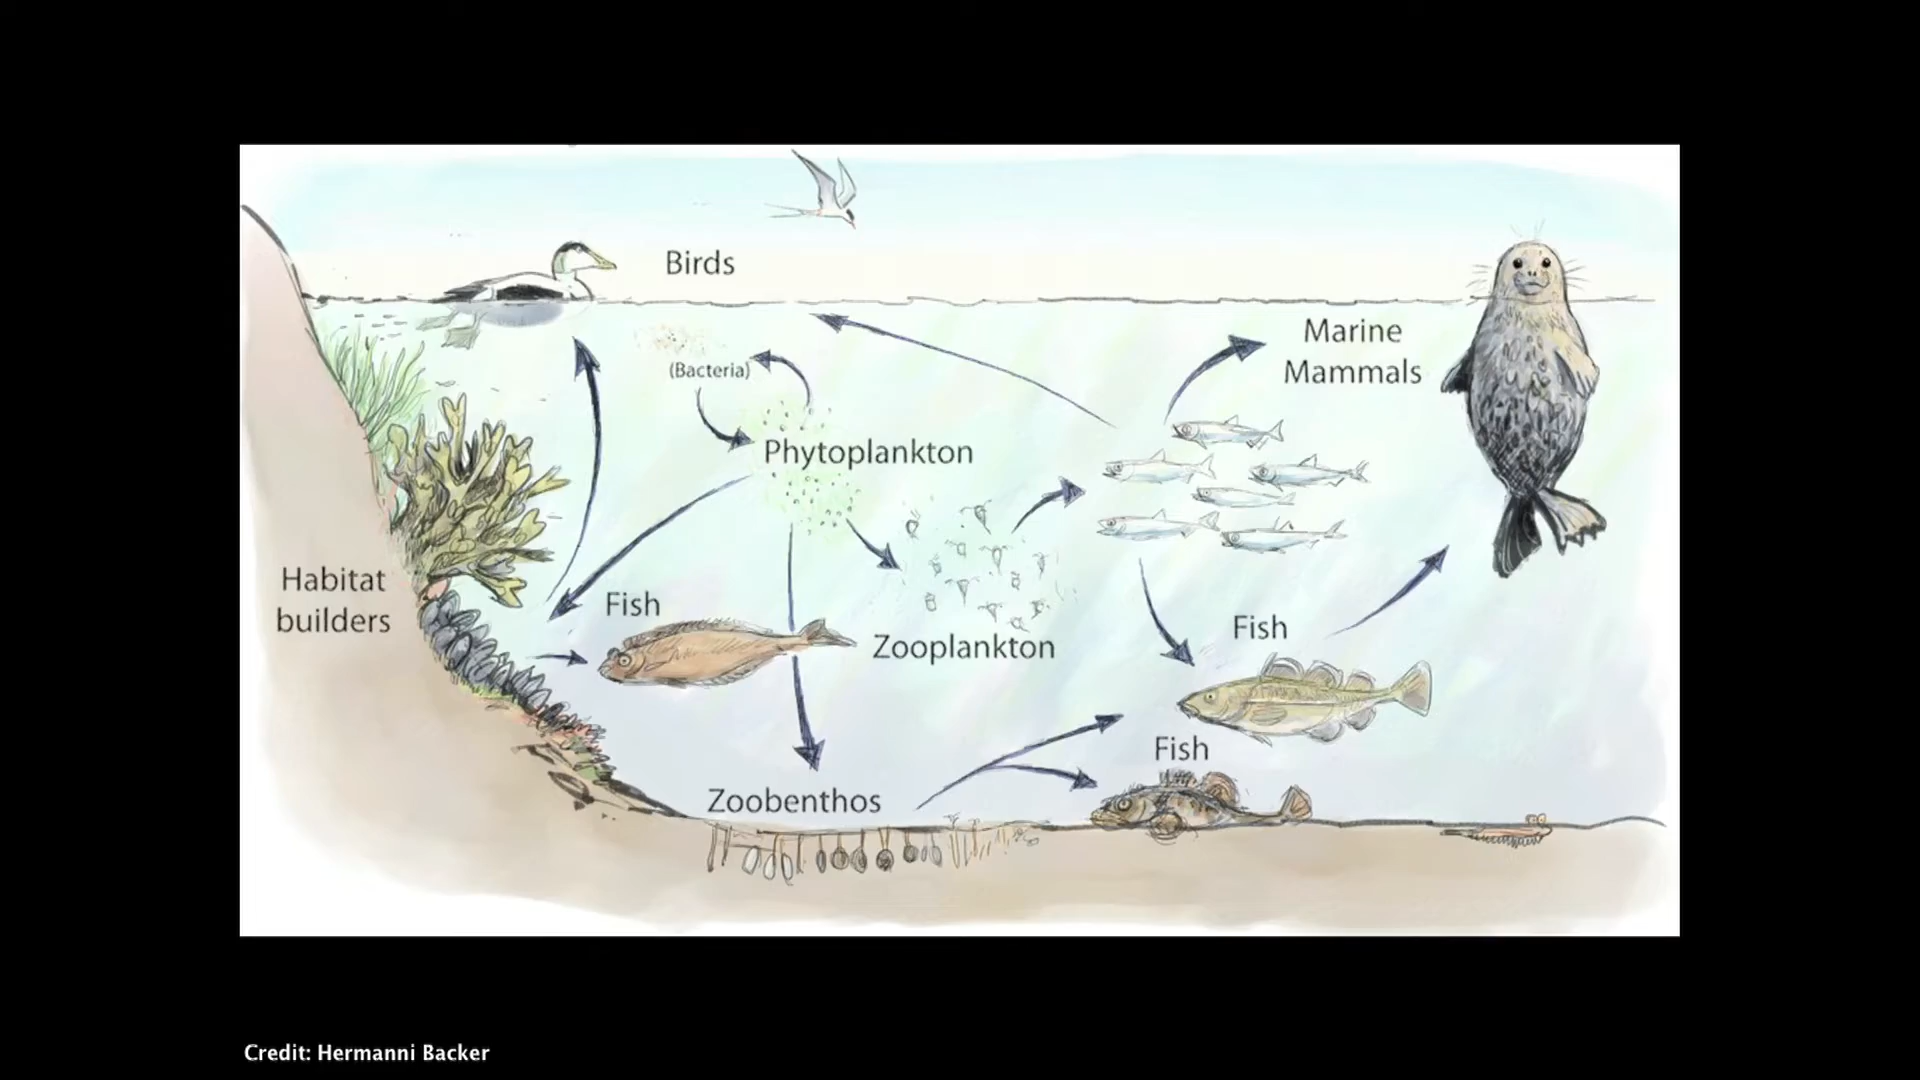 Birds
Marine
Mammals
(Bacteria)
Phytoplankton
Habitat
builders
Fish
Zooplankton
Fish
Fish
Zoobenthos
Credit: Hermanni Backer